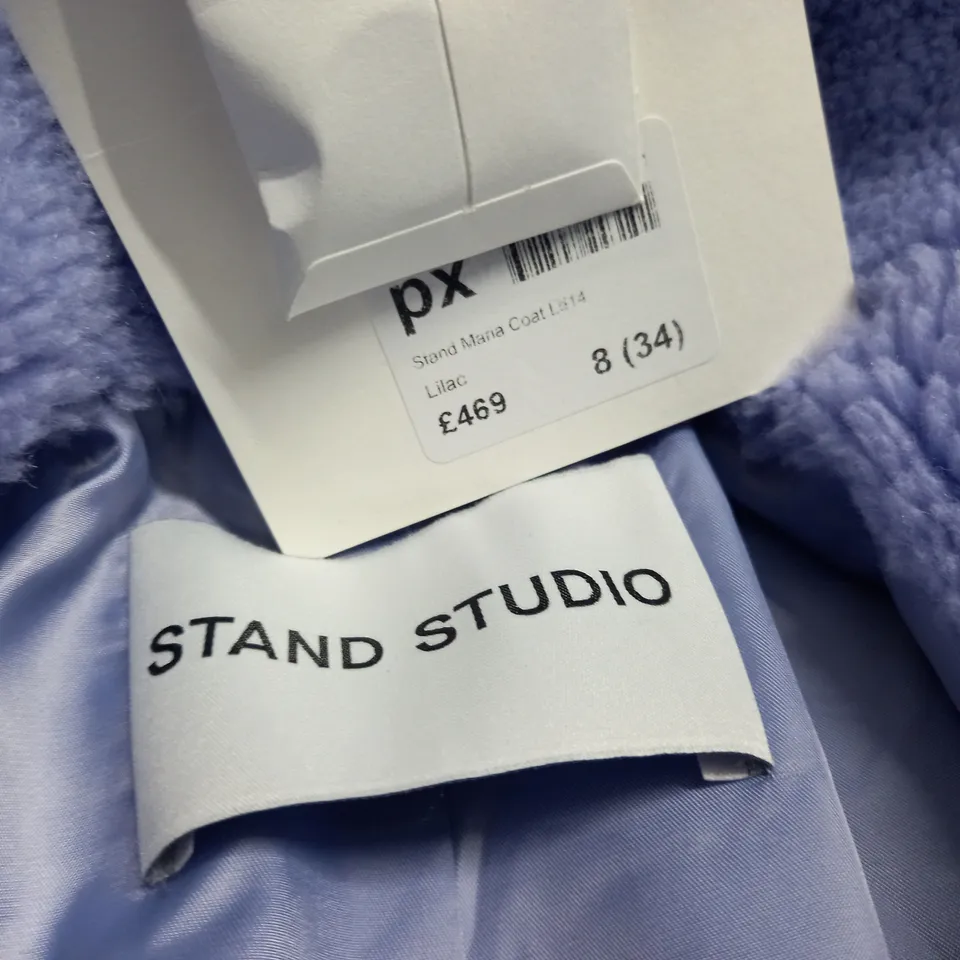 px
Stand Maria Coat L814
Lilac
8 (34)
£469
STAND STUDIO